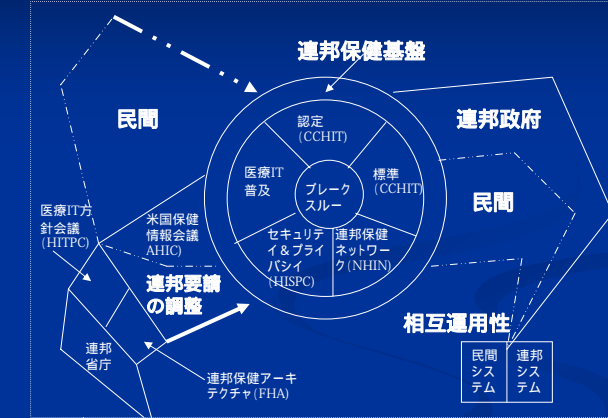 連邦保健基盤
民間
連邦政府
認定
(CCHIT)
医療IT
普及
標準
(CCHIT)
ブレーク
スルー
民間
医療IT方
針会議
(HITPC)
米国保健
情報会議
AHIC)
セキュリテ
ィ＆プライ
バシイ
(HISPC)
連邦保健
ネットワー
ク(NHIN)
連邦要請
の調整
相互運用性
連邦
省庁
連邦保健アーキ
テクチャ(FHA)
民間
シス
テム
連邦
シス
テム